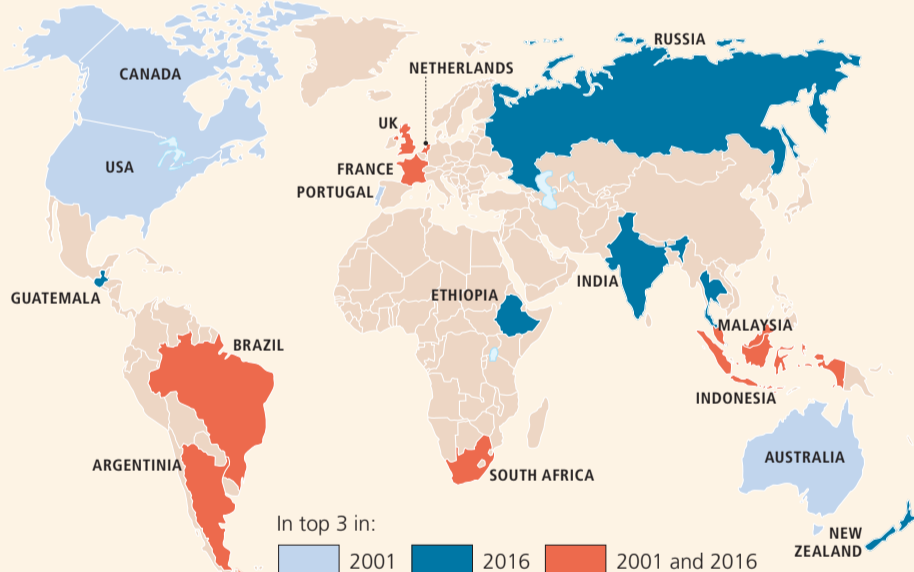 RUSSIA
NETHERLANDS
CANADA
UK
USA
FRANCE
PORTUGAL
INDIA
ETHIOPIA
GUATEMALA
MALAYSIA
BRAZIL
INDONESIA
AUSTRALIA
ARGENTINIA
SOUTH AFRICA
NEW
ZEALAND
In top 3 in:
2001
2016
2001 and 2016